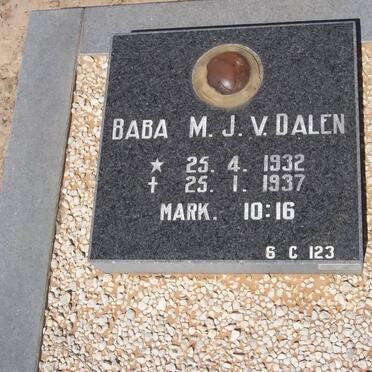 BABA M. J. V. DALEN
* 25. 4. 1932
† 25. 1. 1937
MARK. 10:16
6 C 123